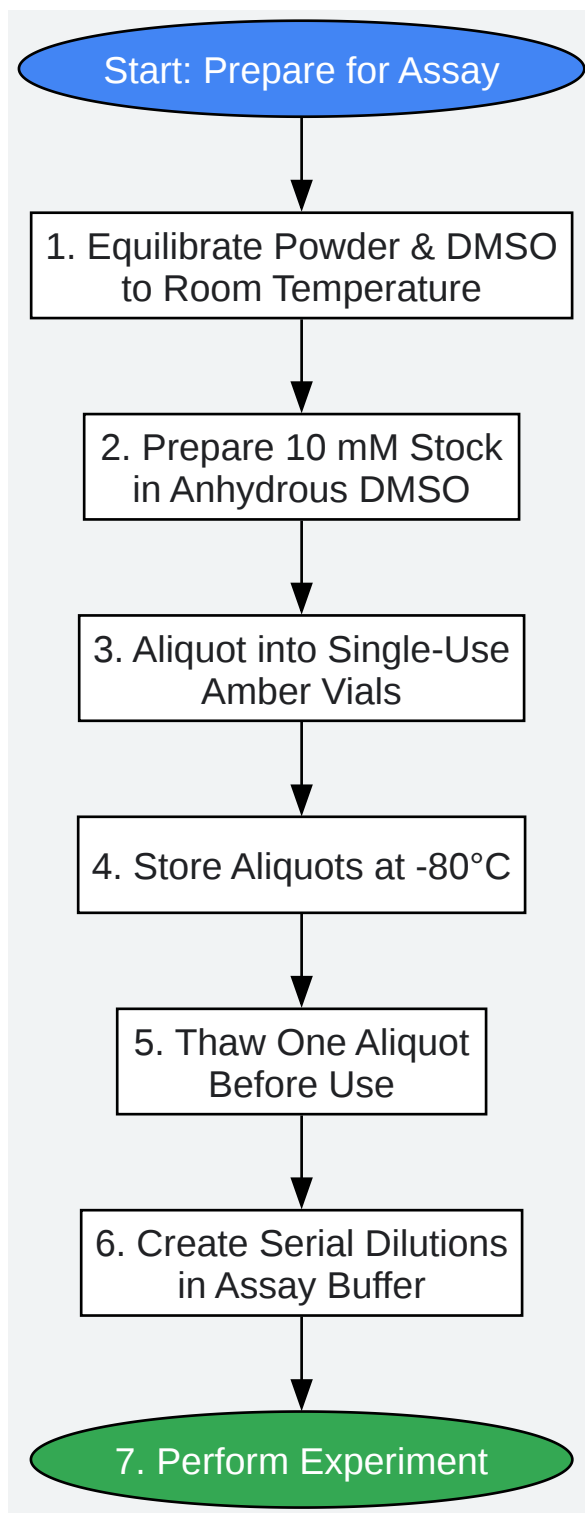 Start: Prepare for Assay
1. Equilibrate Powder & DMSO
to Room Temperature
2. Prepare 10 mM Stock
in Anhydrous DMSO
3. Aliquot into Single-Use
Amber Vials
4. Store Aliquots at -80°C
5. Thaw One Aliquot
Before Use
6. Create Serial Dilutions
in Assay Buffer
7. Perform Experiment